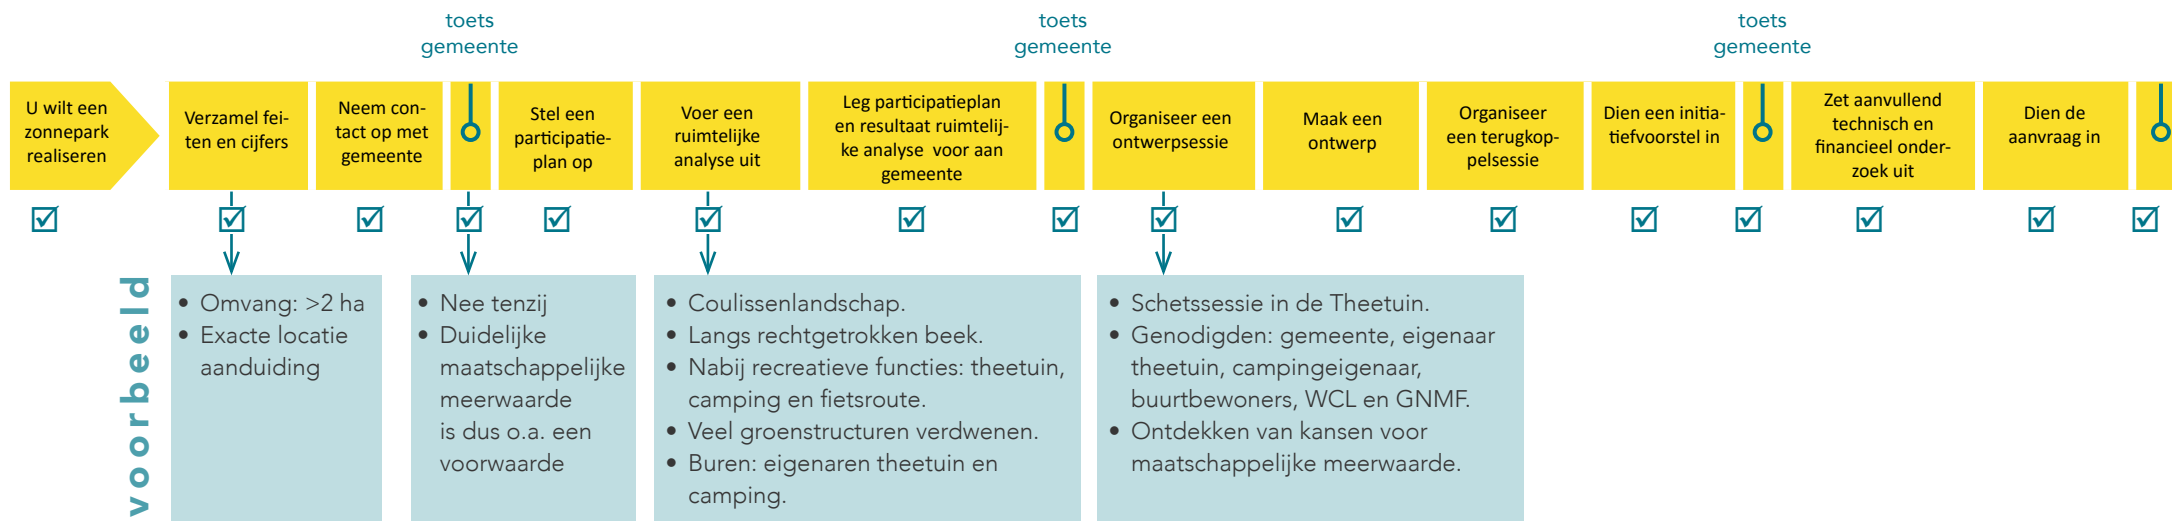 toets
gemeente
toets
gemeente
toets
gemeente
U wilt een
zonnepark
realiseren
Verzamel fei-
ten en cijfers
Neem con-
tact op met
gemeente
Stel een
participatie-
plan op
Voer een
ruimtelijke
analyse uit
Leg participatieplan
en resultaat ruimtelij-
ke analyse voor aan
gemeente
Organiseer een
ontwerpsessie
Maak een
ontwerp
Organiseer
een terugkop-
pelsessie
Dien een initia-
tiefvoorstel in
Zet aanvullend
technisch en
financieel onder-
zoek uit
Dien de
aanvraag in
voorbeeld
• Omvang: >2 ha
• Exacte locatie
aanduiding
• Nee tenzij
• Duidelijke
maatschappelijke
meerwaarde
is dus o.a. een
voorwaarde
• Coulissenlandschap.
• Langs rechtgetrokken beek.
• Nabij recreatieve functies: theetuin,
camping en fietsroute.
• Veel groenstructuren verdwenen.
• Buren: eigenaren theetuin en
camping.
• Schetssessie in de Theetuin.
• Genodigden: gemeente, eigenaar
theetuin, campingeigenaar,
buurtbewoners, WCL en GNMF.
• Ontdekken van kansen voor
maatschappelijke meerwaarde.